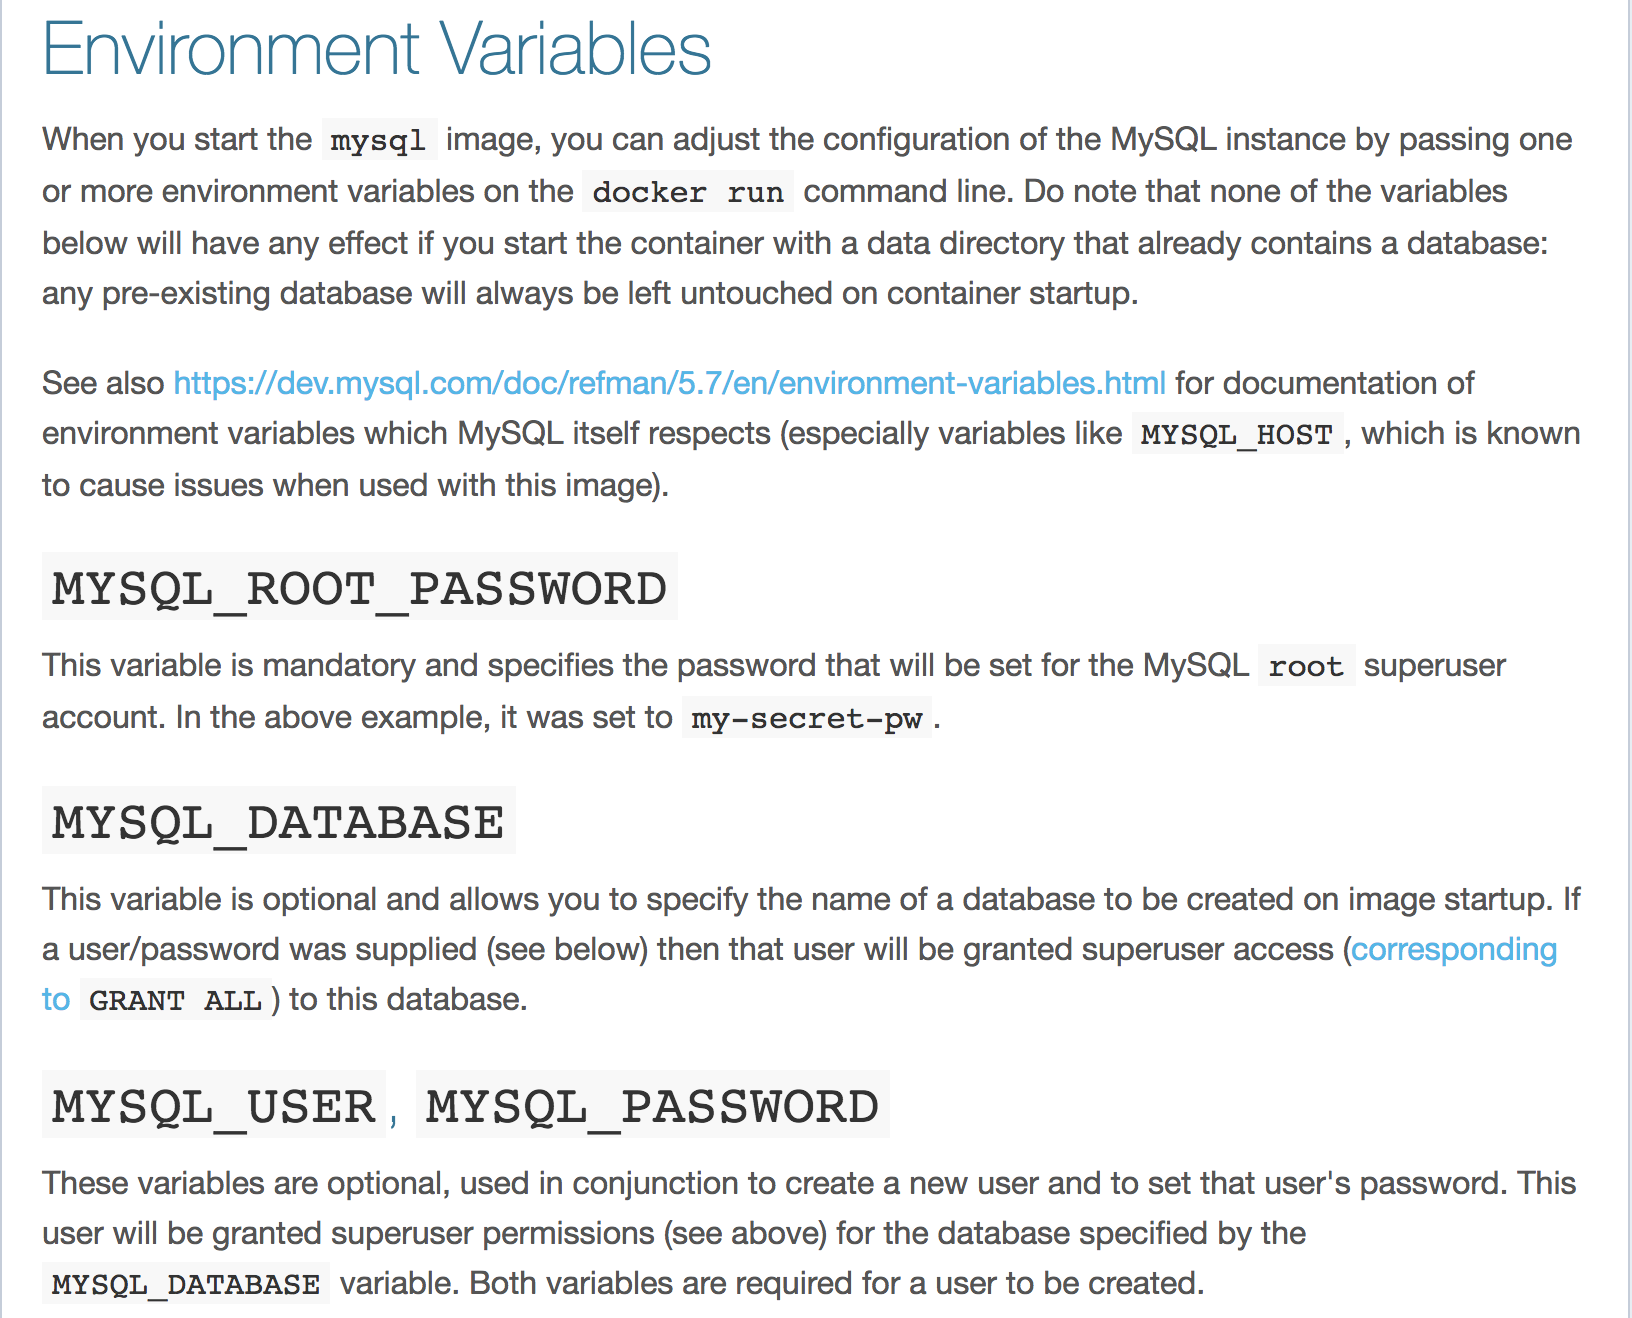 Environment Variables
When you start the mysql image, you can adjust the configuration of the MySQL instance by passing one
or more environment variables on the docker run command line. Do note that none of the variables
below will have any effect if you start the container with a data directory that already contains a database:
any pre-existing database will always be left untouched on container startup.
See also https://dev.mysql.com/doc/refman/5.7/en/environment-variables.html for documentation of
environment variables which MySQL itself respects (especially variables like MYSQL_HOST, which is known
to cause issues when used with this image).
MYSQL_ROOT_PASSWORD
This variable is mandatory and specifies the password that will be set for the MySQL root superuser
account. In the above example, it was set to my-secret-pw.
MYSQL_DATABASE
This variable is optional and allows you to specify the name of a database to be created on image startup. If
a user/password was supplied (see below) then that user will be granted superuser access (corresponding
to GRANT ALL) to this database.
MYSQL_USER, MYSQL_PASSWORD
These variables are optional, used in conjunction to create a new user and to set that user's password. This
user will be granted superuser permissions (see above) for the database specified by the
MYSQL_DATABASE variable. Both variables are required for a user to be created.